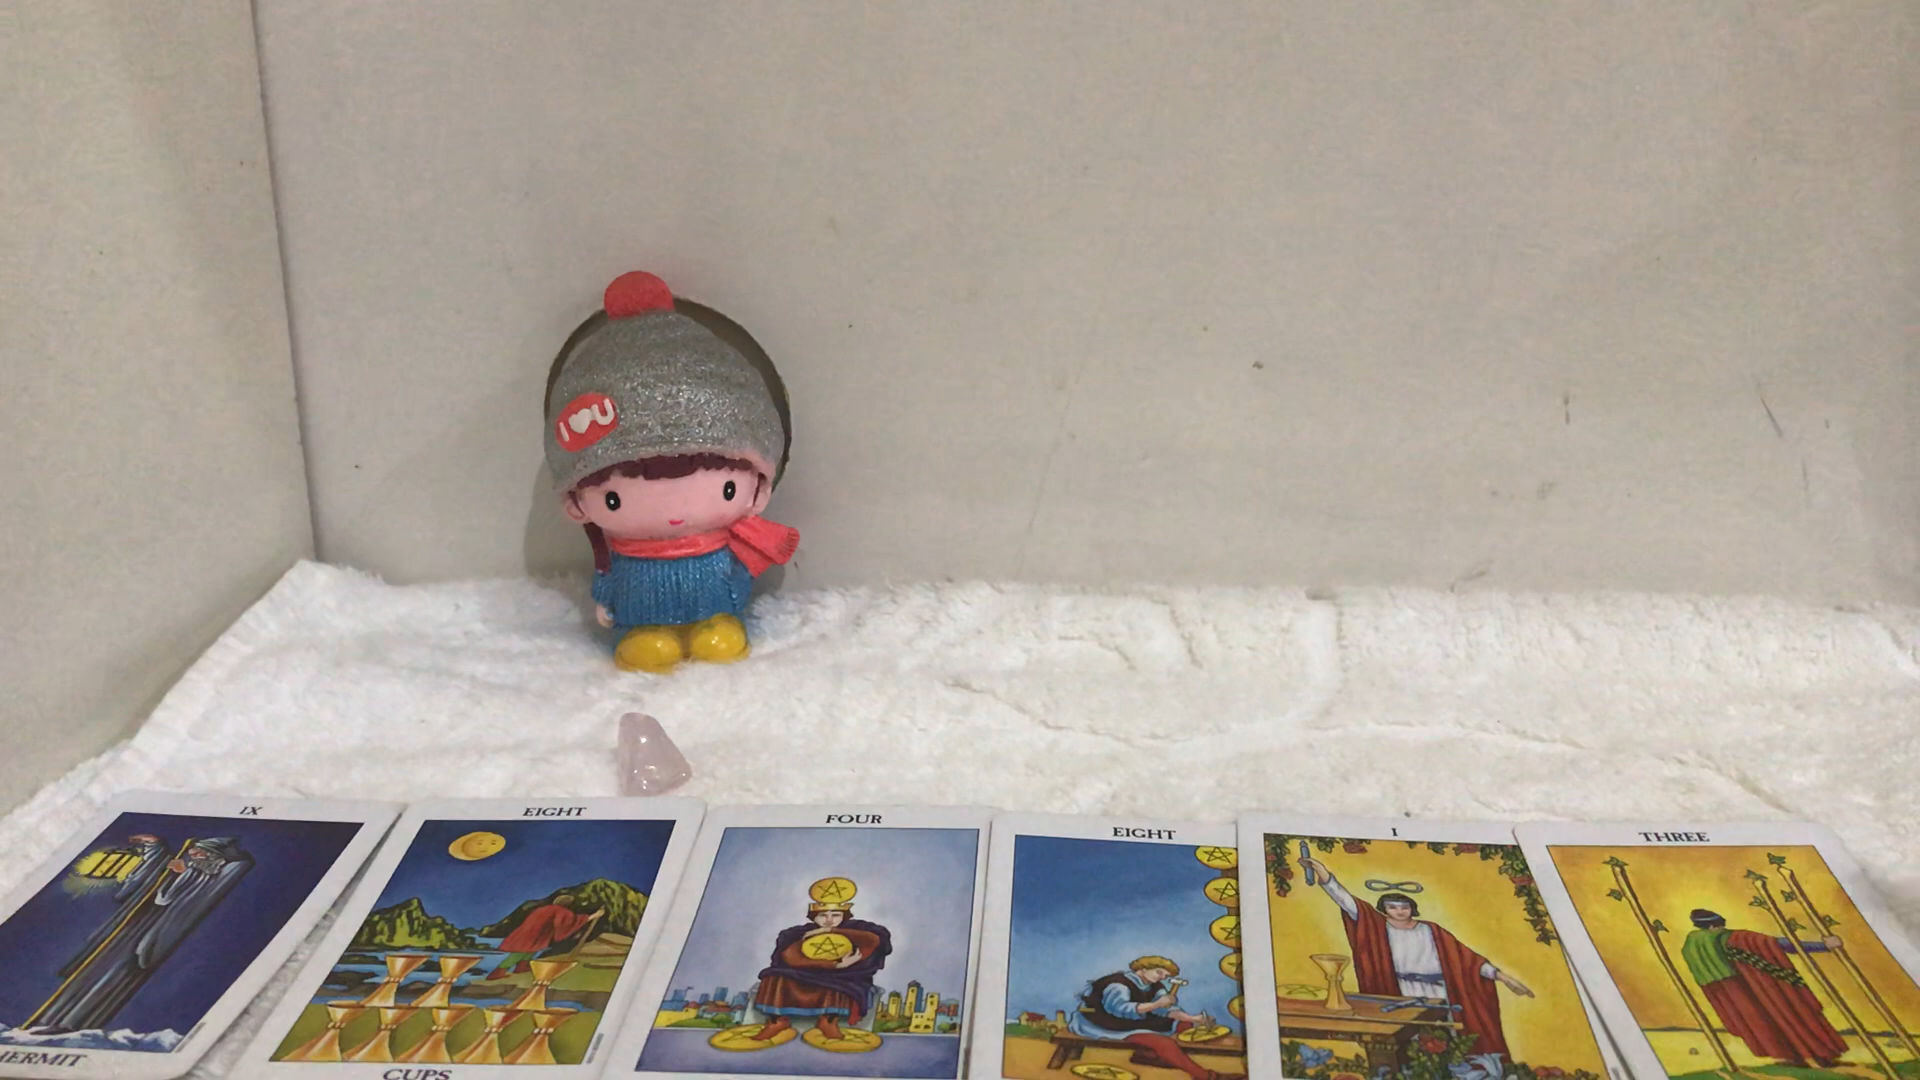 I ♥ U
IX
HERMIT
EIGHT
CUPS
FOUR
EIGHT
I
THREE